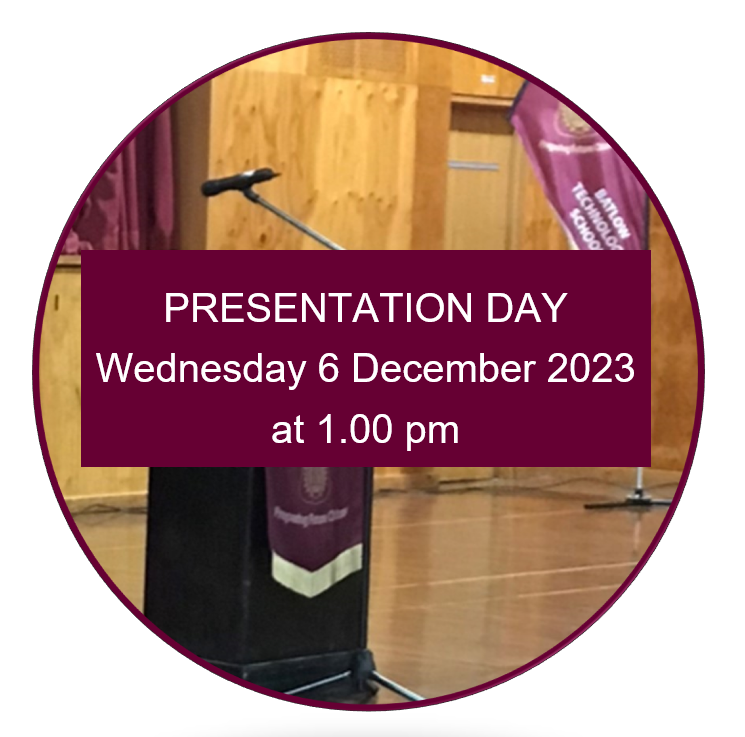 BATLOW
TECHNOLOGY
SCHOOL
PRESENTATION DAY
Wednesday 6 December 2023
at 1.00 pm